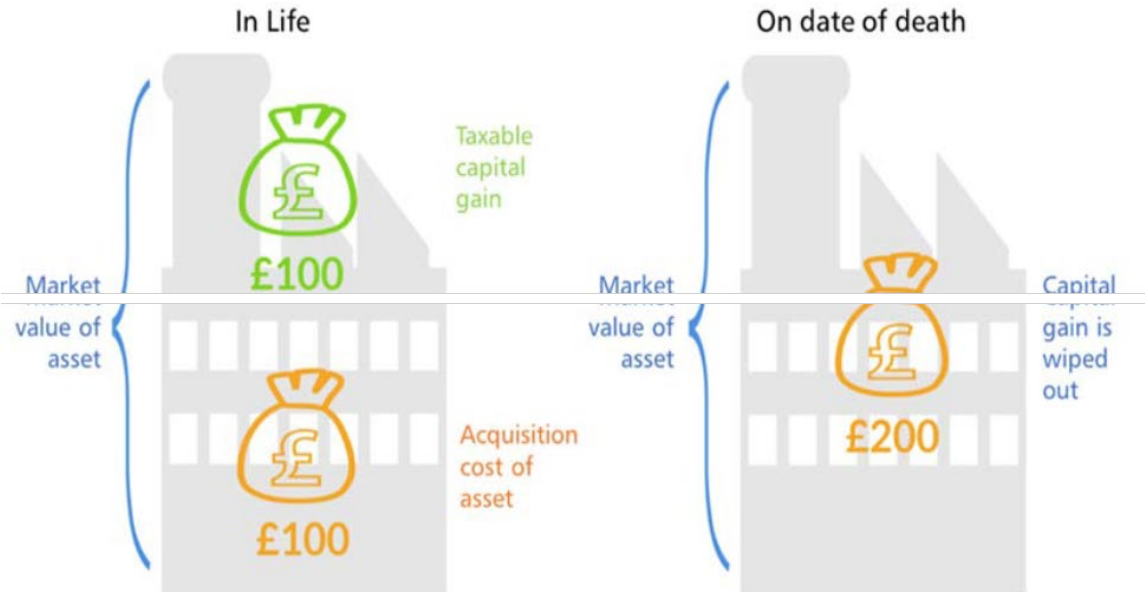 In Life
On date of death
Taxable
capital
gain
£
£100
Market
value of
asset
£
£100
Acquisition
cost of
asset
Market
value of
asset
£
£200
Capital
gain is
wiped
out